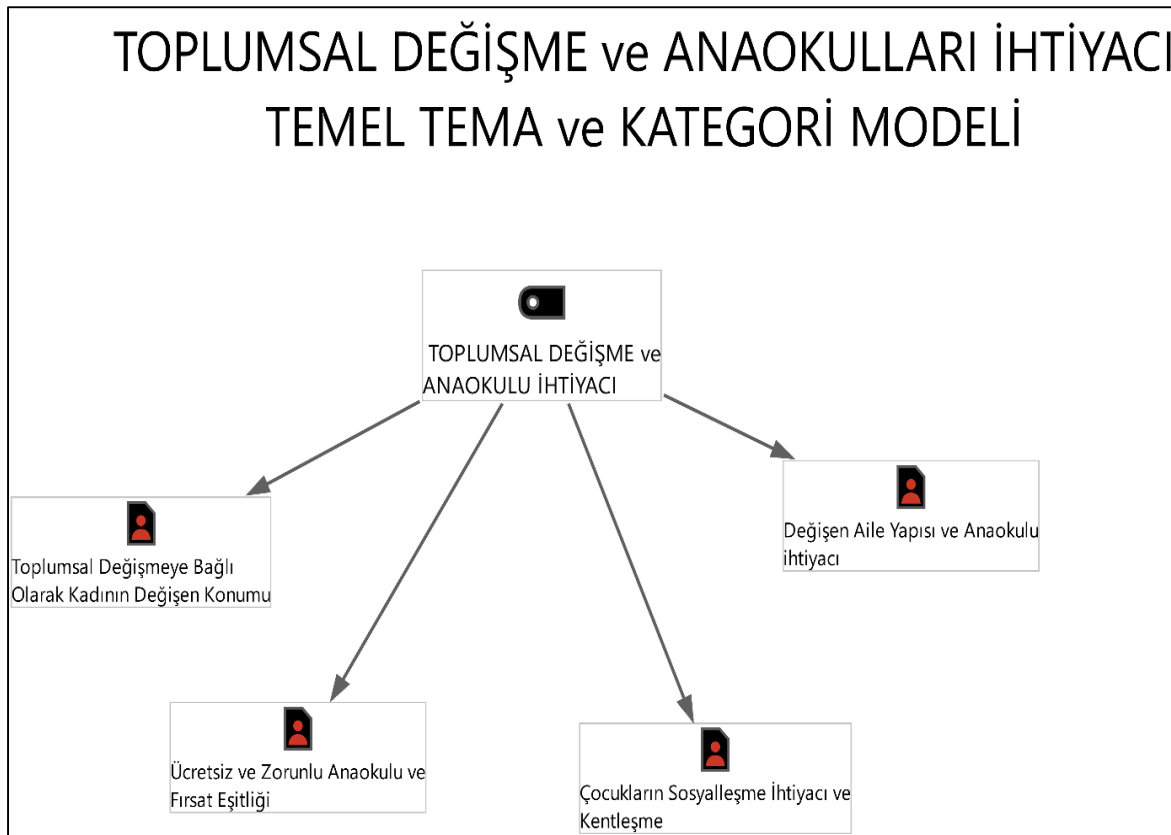 TOPLUMSAL DEĞİŞME ve ANAOKULLARI İHTİYACI
TEMEL TEMA ve KATEGORİ MODELİ
TOPLUMSAL DEĞİŞME ve
ANAOKULU İHTİYACI
Değişen Aile Yapısı ve Anaokulu
ihtiyacı
Toplumsal Değişmeye Bağlı
Olarak Kadının Değişen Konumu
Ücretsiz ve Zorunlu Anaokulu ve
Fırsat Eşitliği
Çocukların Sosyalleşme İhtiyacı ve
Kentleşme